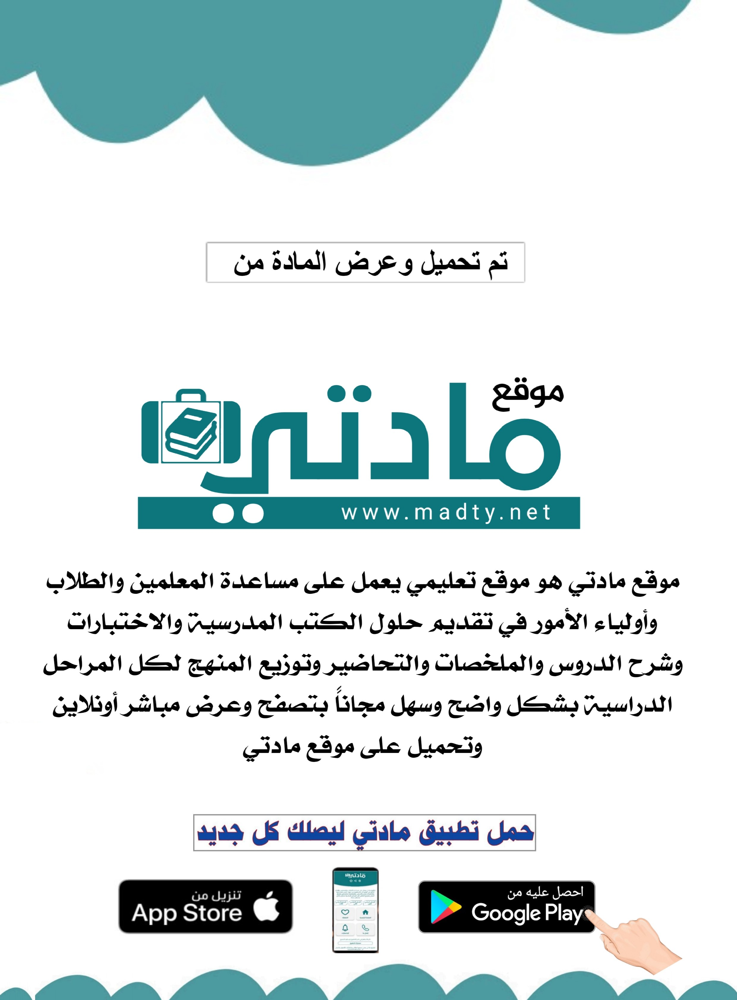 تم تحميل وعرض المادة من
موقع
مادتي
www.madty.net
موقع مادتي هو موقع تعليمي يعمل على مساعدة المعلمين والطلاب
وأولياء الأمور في تقديم حلول الكتب المدرسية والاختبارات
وشرح الدروس والملخصات والتحاضير وتوزيع المنهج لكل المراحل
الدراسية بشكل واضح وسهل مجاناً بتصفح وعرض مباشر أونلاين
وتحميل على موقع مادتي
حمل تطبيق مادتي ليصلك كل جديد
احصل عليه من
Google Play
مادتي
تنزيل من
App Store